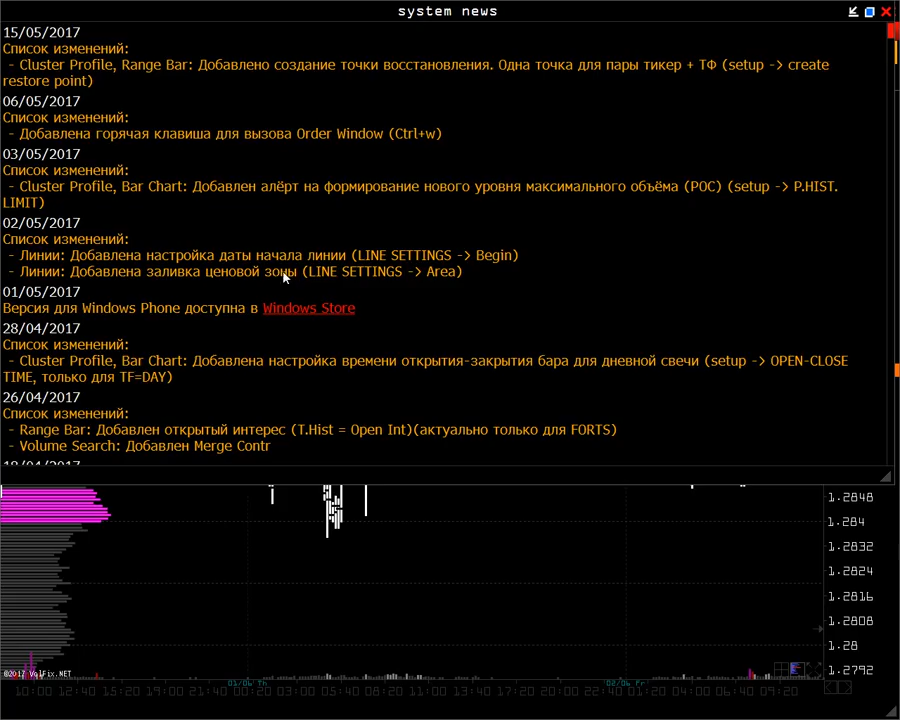 system news
15/05/2017
Список изменений:
- Cluster Profile, Range Bar: Добавлено создание точки восстановления. Одна точка для пары тикер + ТФ (setup -> create
restore point)
06/05/2017
Список изменений:
- Добавлена горячая клавиша для вызова Order Window (Ctrl+w)
03/05/2017
Список изменений:
- Cluster Profile, Bar Chart: Добавлен алёрт на формирование нового уровня максимального объёма (POC) (setup -> P.HIST.
LIMIT)
02/05/2017
Список изменений:
- Линии: Добавлена настройка даты начала линии (LINE SETTINGS -> Begin)
- Линии: Добавлена заливка ценовой зоны (LINE SETTINGS -> Area)
01/05/2017
Версия для Windows Phone доступна в Windows Store
28/04/2017
Список изменений:
- Cluster Profile, Bar Chart: Добавлена настройка времени открытия-закрытия бара для дневной свечи (setup -> OPEN-CLOSE
TIME, только для TF=DAY)
26/04/2017
Список изменений:
- Range Bar: Добавлен открытый интерес (T.Hist = Open Int)(актуально только для FORTS)
- Volume Search: Добавлен Merge Contr
1.2848
1.284
1.2832
1.2824
1.2816
1.2808
1.28
1.2792
©2017 VolFix.NET
01/06 Th
02/06 Fr
10:00 12:40 15:20 19:00 21:40 00:20 03:00 05:40 08:20 11:00 13:40 17:20 20:00 22:40 01:20 04:00 06:40 09:20